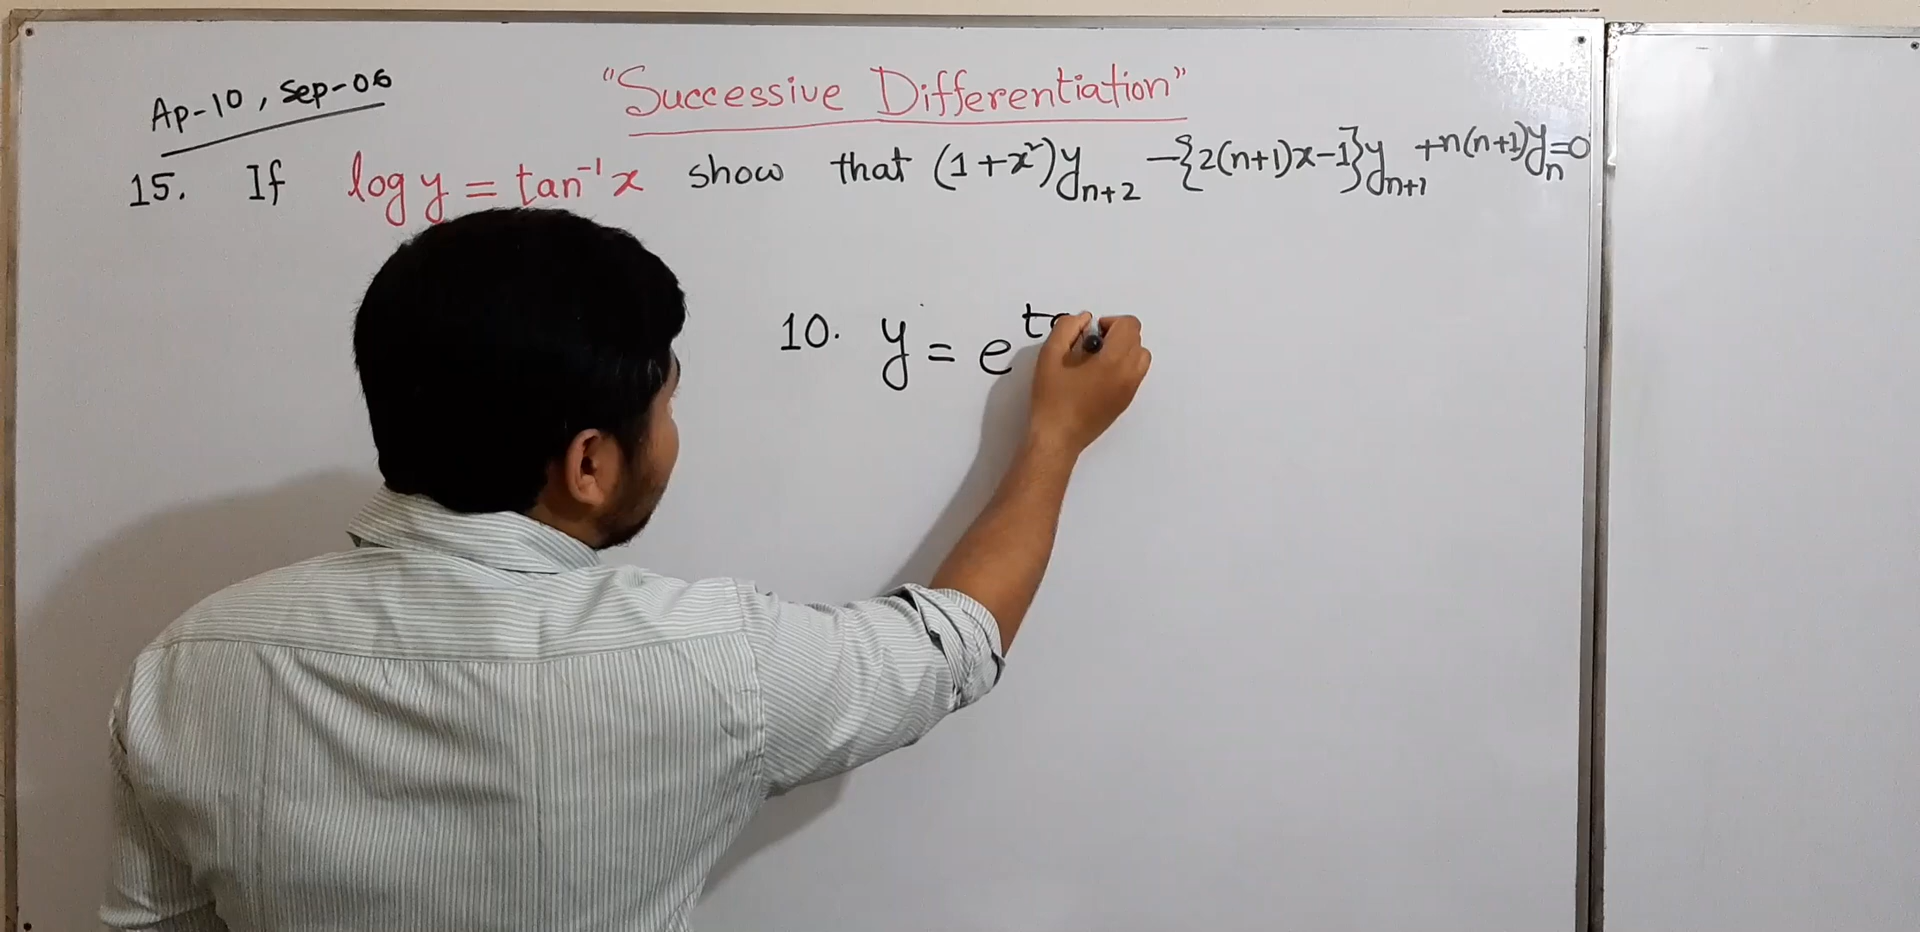 Ap-10, Sep-06
"Successive Differentiation"
15. If log y = tan⁻¹x show that (1+x²)yₙ₊₂ -{2(n+1)x-1}yₙ₊₁ +n(n+1)yₙ=0
10. y = e^t